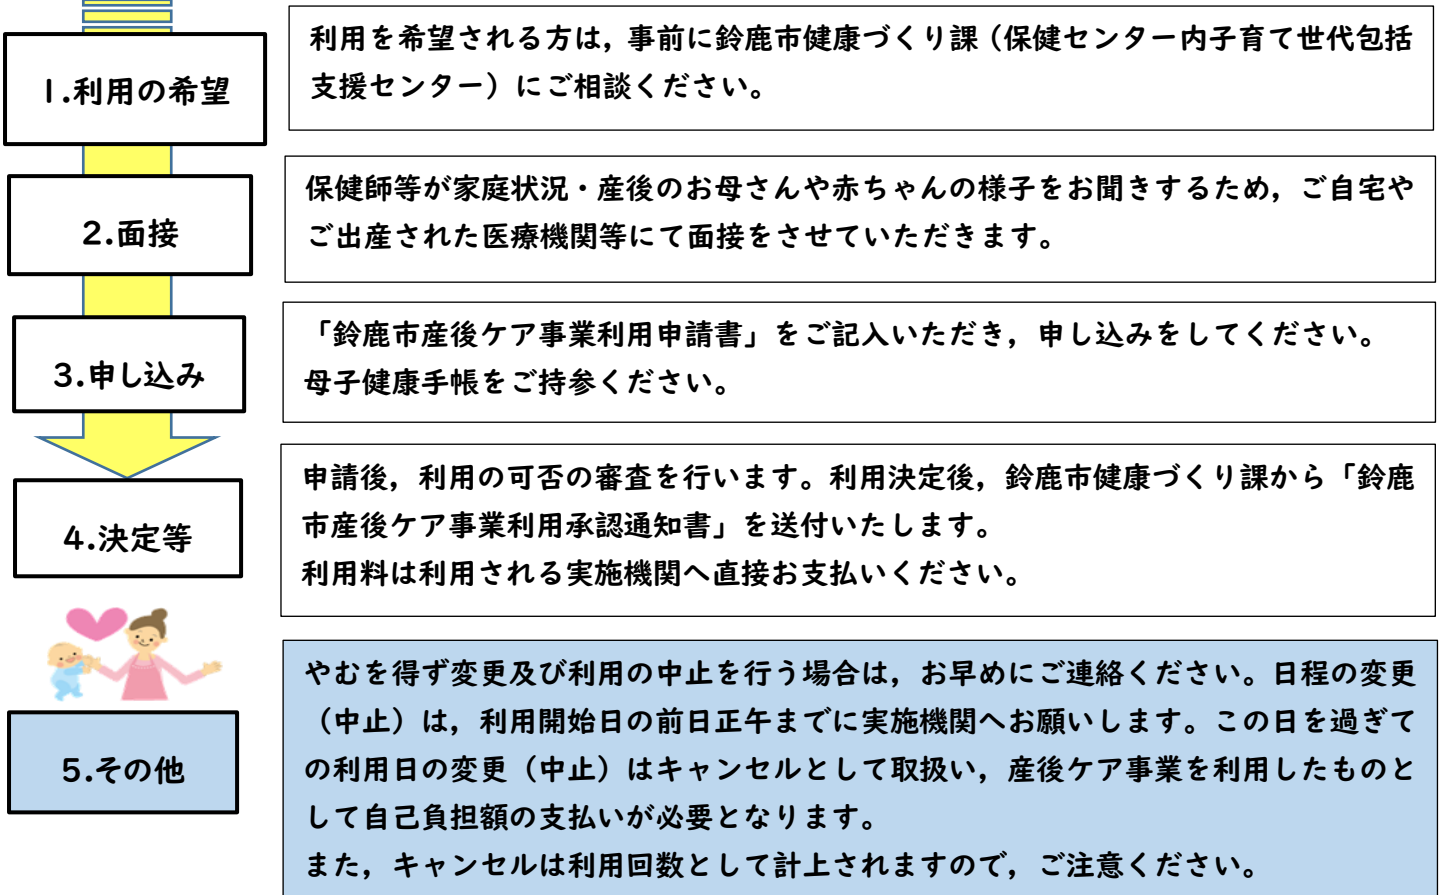 1.利用の希望
利用を希望される方は，事前に鈴鹿市健康づくり課（保健センター内子育て世代包括
支援センター）にご相談ください。
2.面接
保健師等が家庭状況・産後のお母さんや赤ちゃんの様子をお聞きするため，ご自宅や
ご出産された医療機関等にて面接をさせていただきます。
3.申し込み
「鈴鹿市産後ケア事業利用申請書」をご記入いただき，申し込みをしてください。
母子健康手帳をご持参ください。
4.決定等
申請後，利用の可否の審査を行います。利用決定後，鈴鹿市健康づくり課から「鈴鹿
市産後ケア事業利用承認通知書」を送付いたします。
利用料は利用される実施機関へ直接お支払いください。
5.その他
やむを得ず変更及び利用の中止を行う場合は，お早めにご連絡ください。日程の変更
（中止）は，利用開始日の前日正午までに実施機関へお願いします。この日を過ぎて
の利用日の変更（中止）はキャンセルとして取扱い，産後ケア事業を利用したものと
して自己負担額の支払いが必要となります。
また，キャンセルは利用回数として計上されますので，ご注意ください。